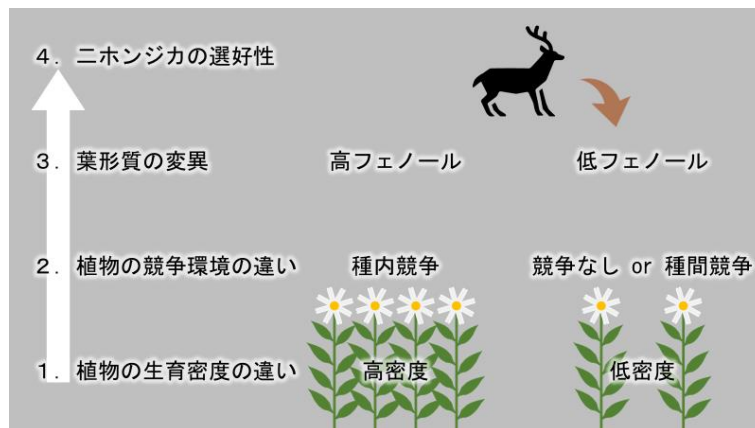 ４．ニホンジカの選好性
３．葉形質の変異 高フェノール 低フェノール
２．植物の競争環境の違い 種内競争 競争なし or 種間競争
１．植物の生育密度の違い 高密度 低密度